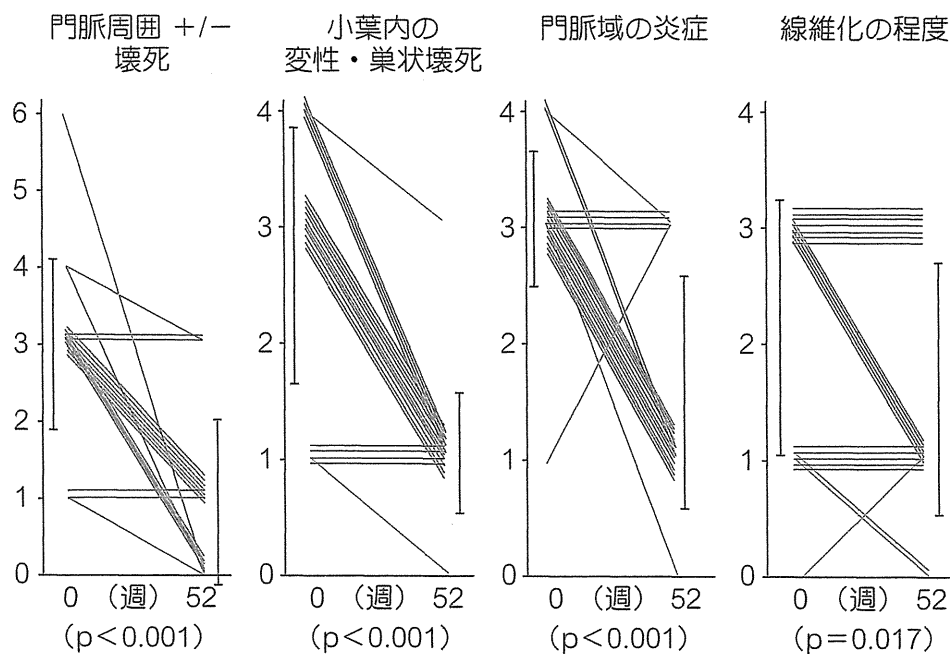 門脈周囲 +/−
壊死
6
5
4
3
2
1
0
0 (週) 52
(p<0.001)
小葉内の
変性・巣状壊死
4
3
2
1
0
0 (週) 52
(p<0.001)
門脈域の炎症
4
3
2
1
0
0 (週) 52
(p<0.001)
線維化の程度
4
3
2
1
0
0 (週) 52
(p=0.017)